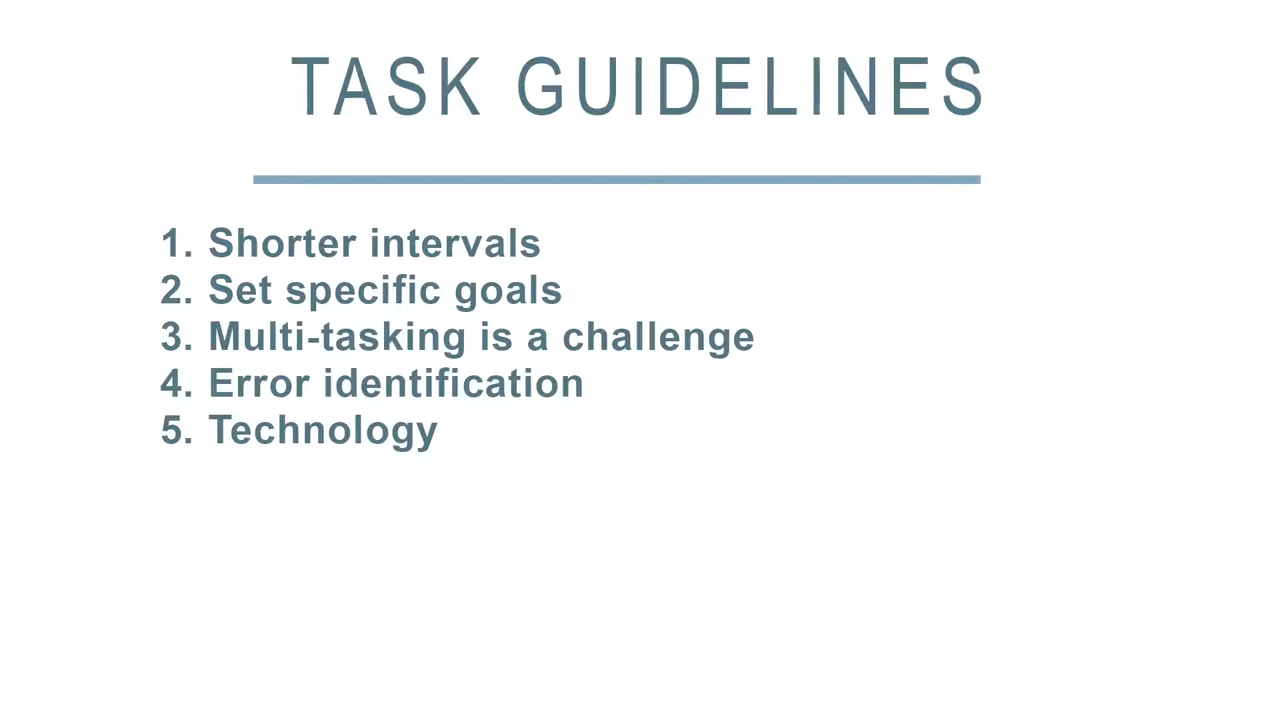 TASK GUIDELINES
1. Shorter intervals
2. Set specific goals
3. Multi-tasking is a challenge
4. Error identification
5. Technology